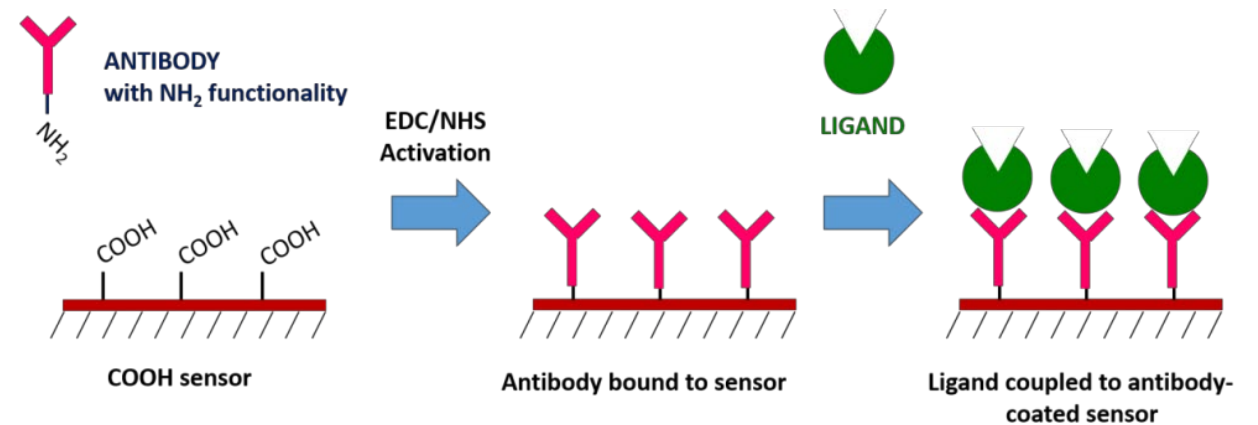 ANTIBODY
with NH₂ functionality
NH₂
COOH
COOH
COOH
COOH sensor
EDC/NHS
Activation
Antibody bound to sensor
LIGAND
Ligand coupled to antibody-
coated sensor